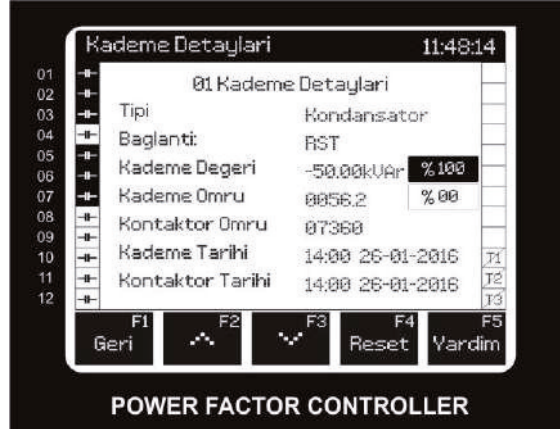 Kademe Detaylari 11:48:14
01 Kademe Detaylari
01
02
03
04
05
06
07
08
09
10
11
12
Tipi Kondansator
Baglanti: RST
Kademe Degeri -50.00kVAr %100
Kademe Omru 0056.2 %00
Kontaktor Omru 07360
Kademe Tarihi 14:00 26-01-2016
Kontaktor Tarihi 14:00 26-01-2016
T1
T2
T3
F1 F2 F3 F4 F5
Geri Reset Yardim
POWER FACTOR CONTROLLER